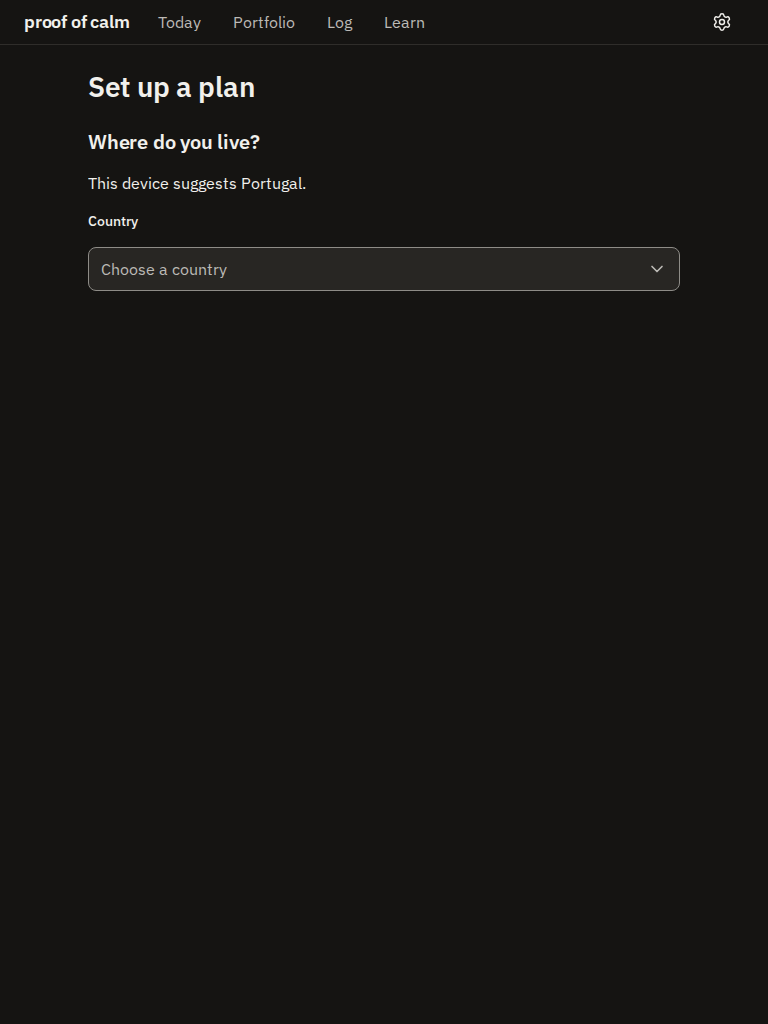 proof of calm Today Portfolio Log Learn
Set up a plan
Where do you live?
This device suggests Portugal.
Country
Choose a country